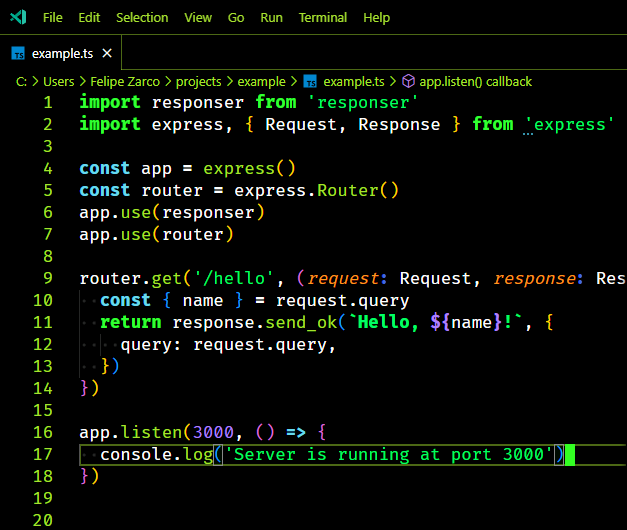 File Edit Selection View Go Run Terminal Help
TS example.ts ×
C: > Users > Felipe Zarco > projects > example > TS example.ts > app.listen() callback
1 import responser from 'responser'
2 import express, { Request, Response } from 'express'
3
4 const app = express()
5 const router = express.Router()
6 app.use(responser)
7 app.use(router)
8
9 router.get('/hello', (request: Request, response: Res
10 const { name } = request.query
11 return response.send_ok(`Hello, ${name}!`, {
12 query: request.query,
13 })
14 })
15
16 app.listen(3000, () => {
17 console.log('Server is running at port 3000')
18 })
19
20